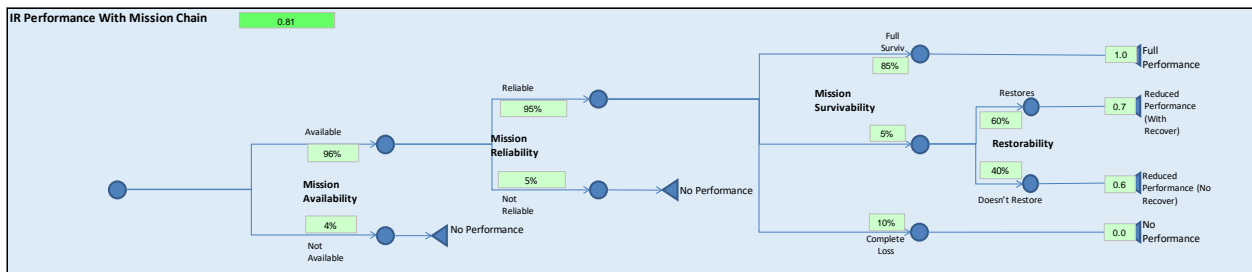 IR Performance With Mission Chain
0.81
Full
Surviv
85%
1.0
Full
Performance
Reliable
95%
Mission
Survivability
Restores
60%
0.7
Reduced
Performance
(With
Recover)
Available
96%
Mission
Reliability
5%
Restorability
5%
Not
Reliable
No Performance
40%
Doesn't Restore
0.6
Reduced
Performance (No
Recover)
Mission
Availability
4%
Not
Available
No Performance
10%
Complete
Loss
0.0
No
Performance